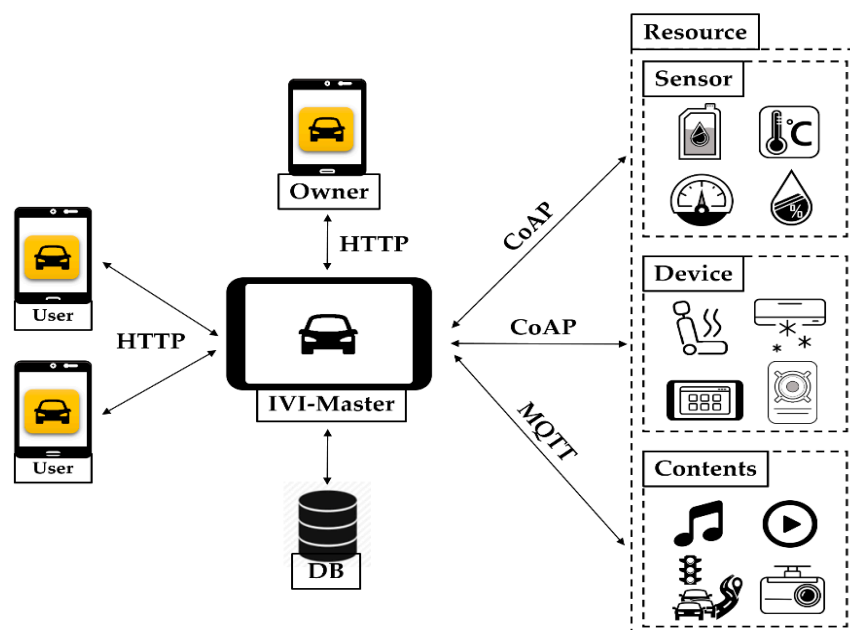 Resource
Sensor
°C
%
Owner
HTTP
CoAP
User
HTTP
Device
CoAP
IVI-Master
User
MQTT
Contents
DB